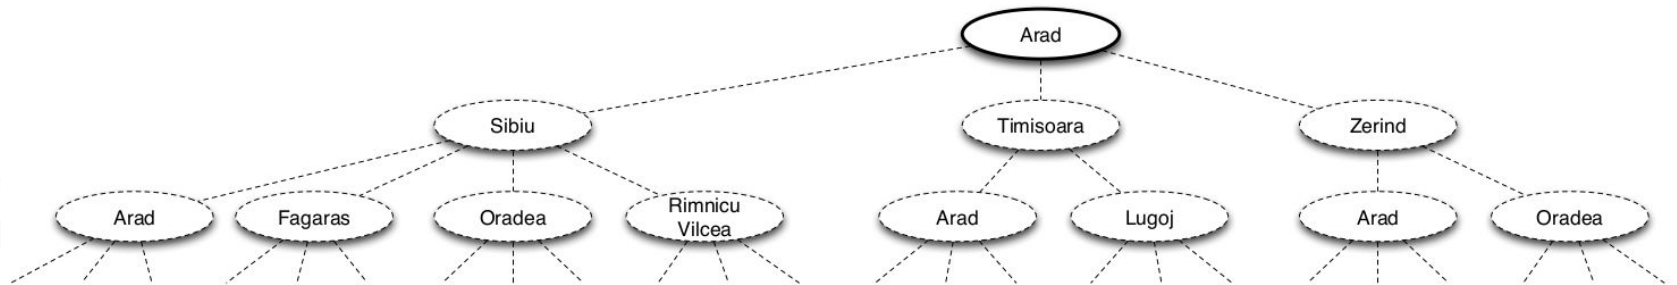 Arad
Sibiu
Timisoara
Zerind
Arad
Fagaras
Oradea
Rimnicu
Vilcea
Arad
Lugoj
Arad
Oradea